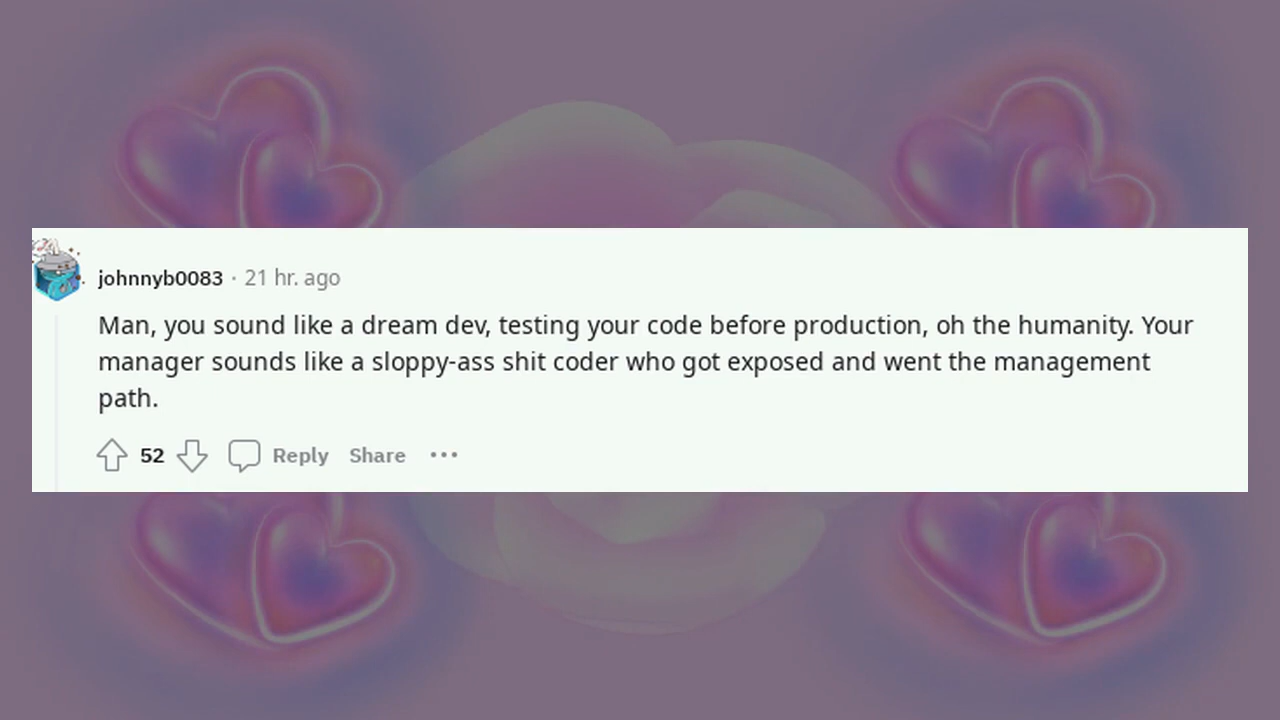 johnnyb0083 · 21 hr. ago
Man, you sound like a dream dev, testing your code before production, oh the humanity. Your
manager sounds like a sloppy-ass shit coder who got exposed and went the management
path.
52 Reply Share ···